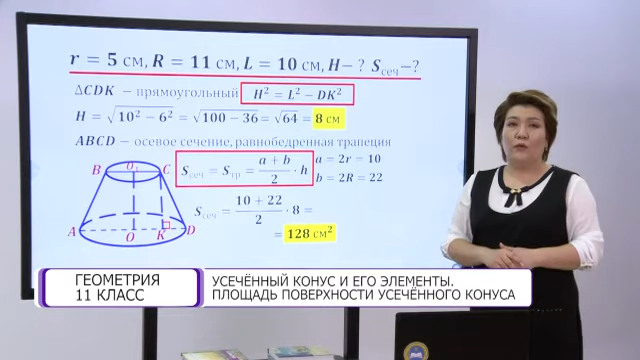 r = 5 см, R = 11 см, L = 10 см, H − ? Sсеч −?
ΔCDK − прямоугольный H² = L² − DK²
H = √10² − 6² = √100 − 36 = √64 = 8 см
ABCD − осевое сечение, равнобедренная трапеция
B O₁ C
Sсеч = Sтр = a + b / 2 · h
a = 2r = 10
b = 2R = 22
Sсеч = 10 + 22 / 2 · 8 =
= 128 см²
A O K D
ГЕОМЕТРИЯ
11 КЛАСС
УСЕЧЁННЫЙ КОНУС И ЕГО ЭЛЕМЕНТЫ.
ПЛОЩАДЬ ПОВЕРХНОСТИ УСЕЧЁННОГО КОНУСА